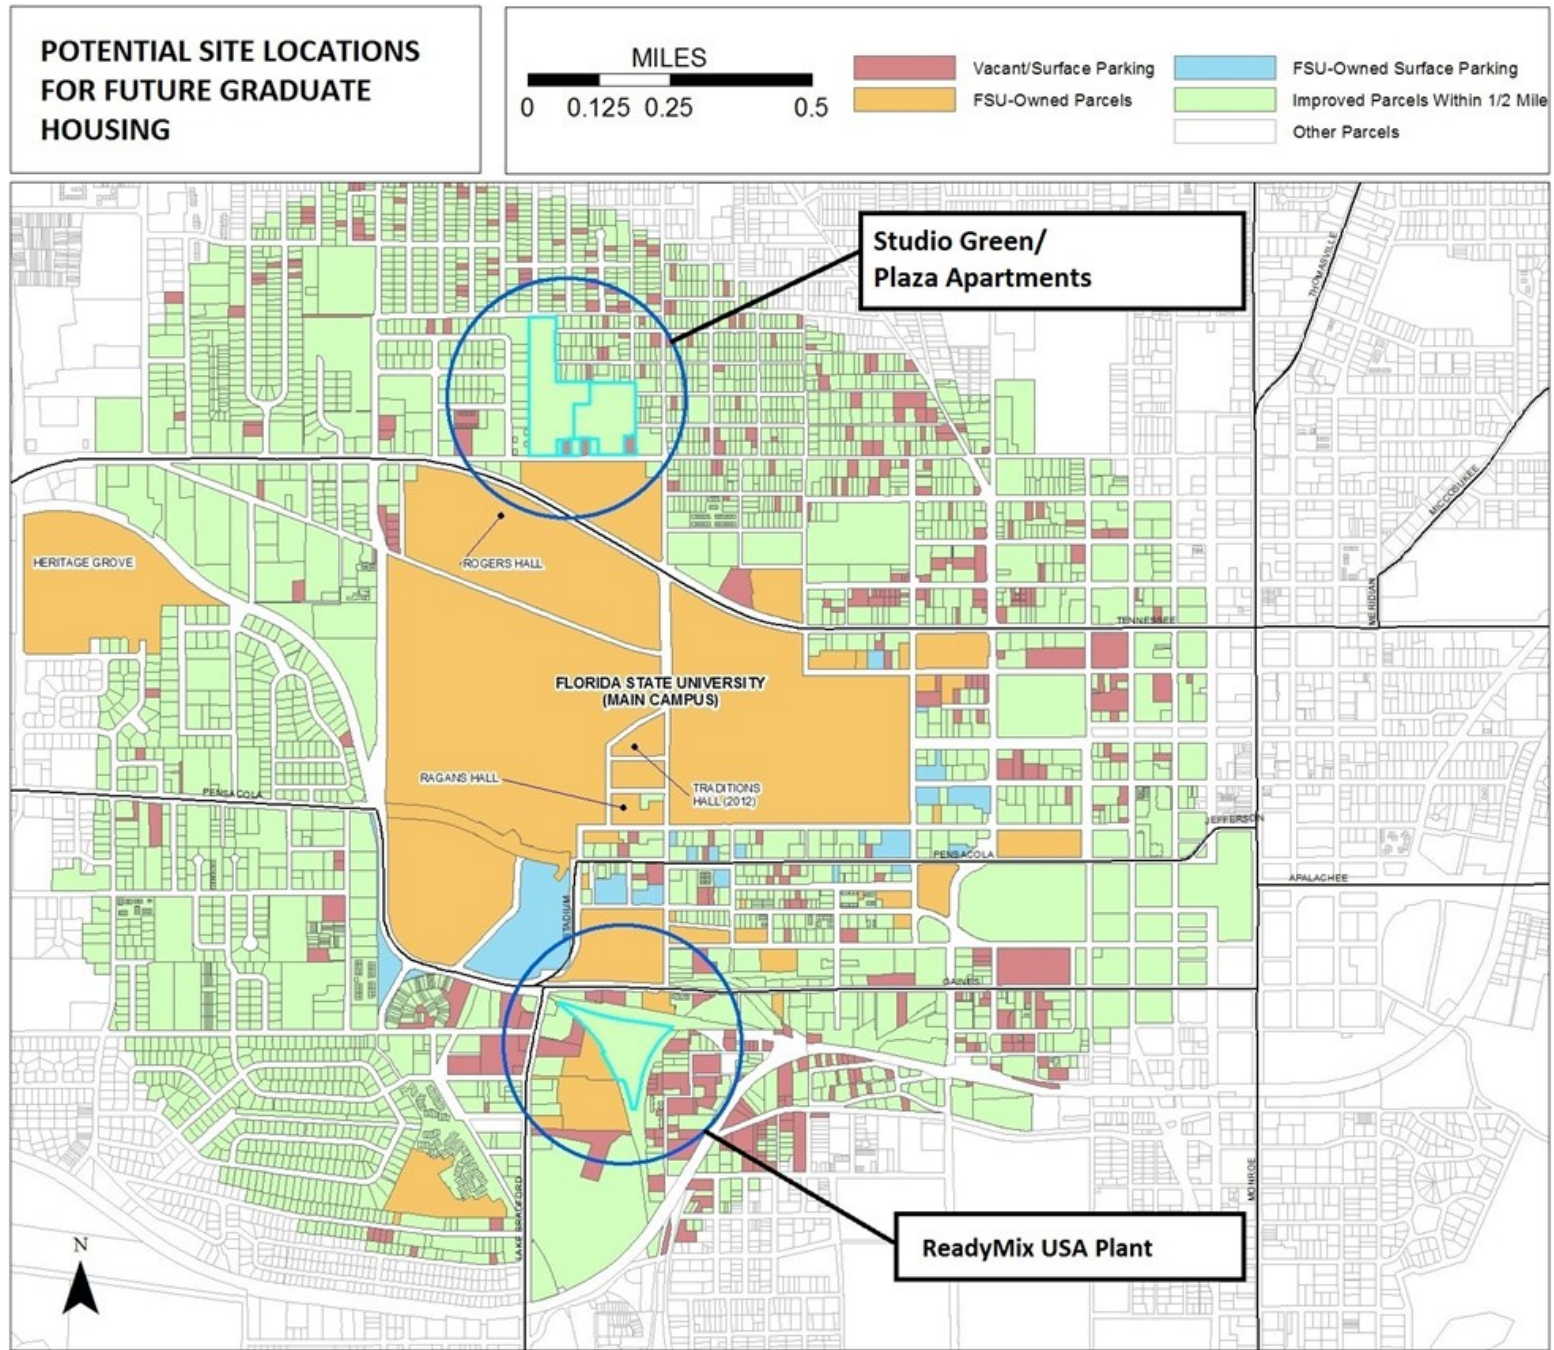 POTENTIAL SITE LOCATIONS
FOR FUTURE GRADUATE
HOUSING
MILES
0 0.125 0.25 0.5
Vacant/Surface Parking
FSU-Owned Parcels
FSU-Owned Surface Parking
Improved Parcels Within 1/2 Mile
Other Parcels
Studio Green/
Plaza Apartments
THOMASVILLE
MICCOSUKEE
MERIDIAN
HERITAGE GROVE
ROGERS HALL
TENNESSEE
FLORIDA STATE UNIVERSITY
(MAIN CAMPUS)
RAGANS HALL
TRADITIONS
HALL (2012)
PENSACOLA
JEFFERSON
PENSACOLA
APALACHEE
STADIUM
GAINES
MONROE
LAKE BRADFORD
ReadyMix USA Plant
N